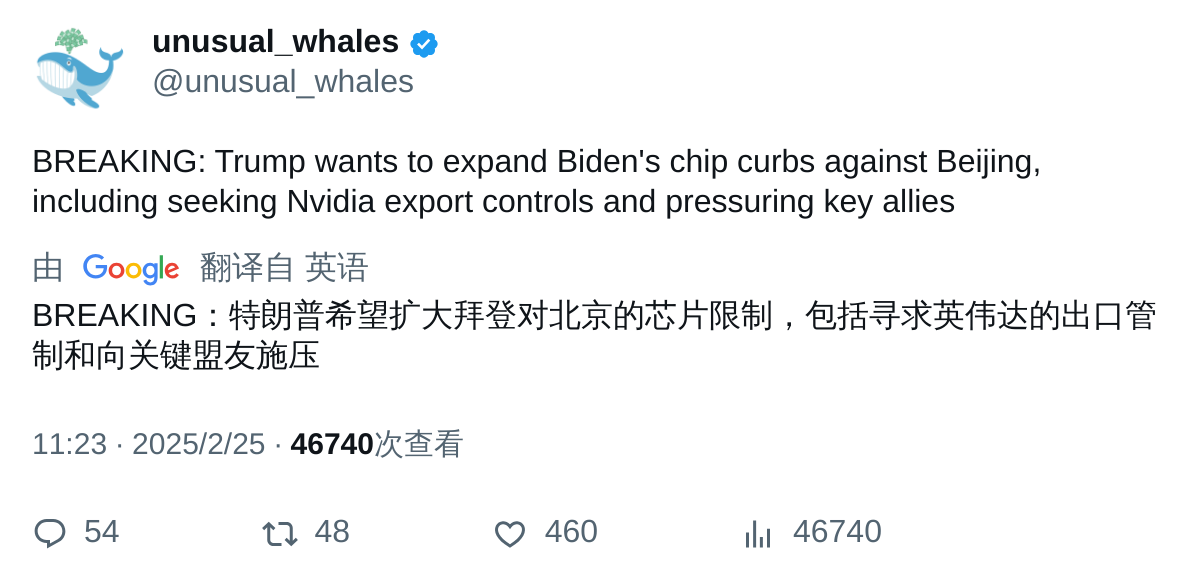 unusual_whales
@unusual_whales
BREAKING: Trump wants to expand Biden's chip curbs against Beijing,
including seeking Nvidia export controls and pressuring key allies
由 Google 翻译自 英语
BREAKING：特朗普希望扩大拜登对北京的芯片限制，包括寻求英伟达的出口管
制和向关键盟友施压
11:23 · 2025/2/25 · 46740次查看
54 48 460 46740